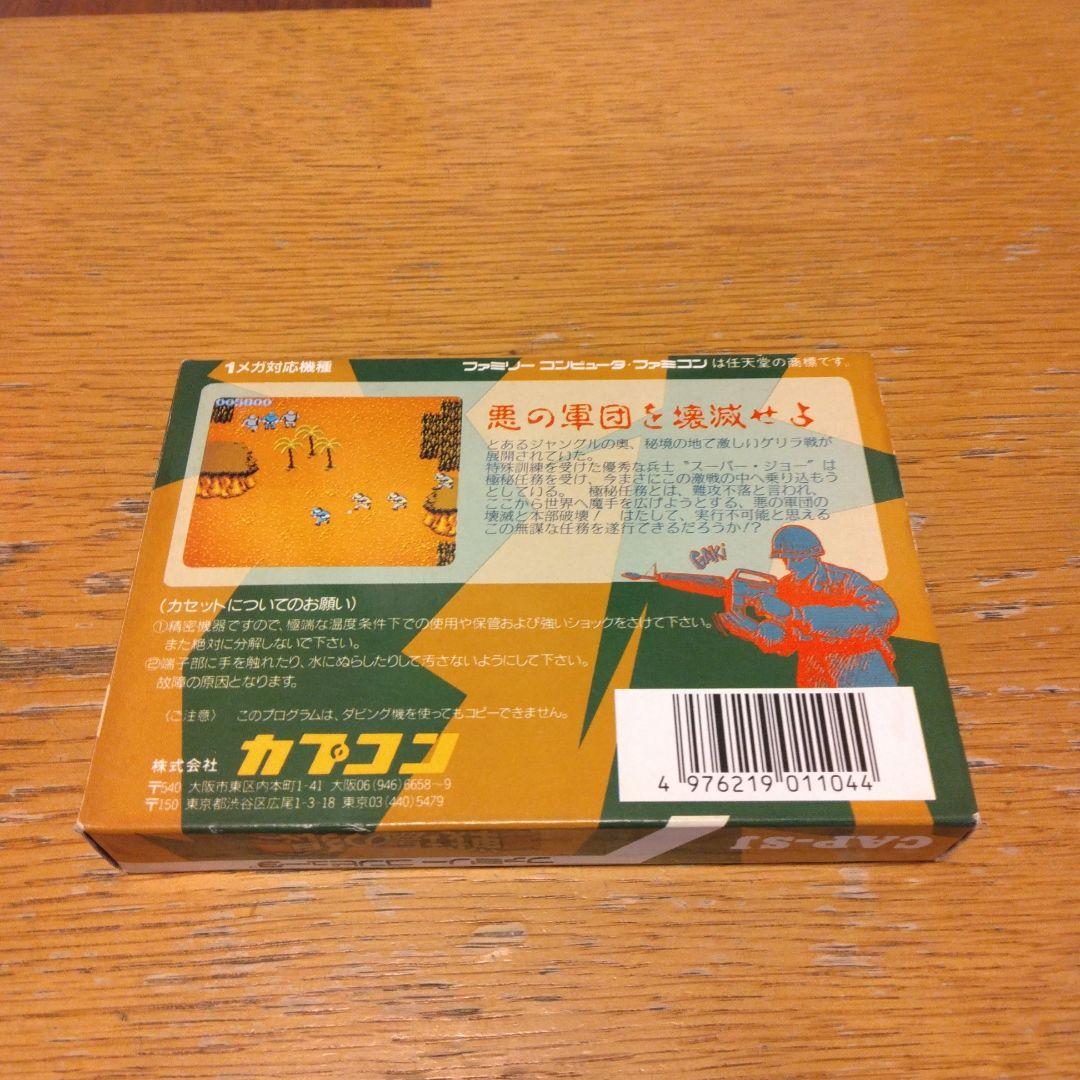 1メガ対応機種
ファミリー コンピュータ・ファミコン は任天堂の商標です。
005800
悪の軍団を壊滅せよ
とあるジャングルの奥、秘境の地で激しいゲリラ戦が
展開されていた。
特殊訓練を受けた優秀な兵士〝スーパー・ジョー〟は
極秘任務を受け、今まさにこの激戦の中へ乗り込もう
としている。 極秘任務とは、難攻不落と言われ、
ここから世界へ魔手を広げようとする、悪の軍団の
壊滅と本部破壊! はたして、実行不可能と思える
この無謀な任務を遂行できるだろうか!?
GAKi
(カセットについてのお願い)
①精密機器ですので、極端な温度条件下での使用や保管および強いショックをさけて下さい。
また絶対に分解しないで下さい。
②端子部に手を触れたり、水にぬらしたりして汚さないようにして下さい。
故障の原因となります。
〈ご注意〉 このプログラムは、ダビング機を使ってもコピーできません。
株式会社 カプコン
〒540 大阪市東区内本町1-41 大阪06(946)6658~9
〒150 東京都渋谷区広尾1-3-18 東京03(440)5479
4 976219 011044
CAP-SI
ファミリーコンピュータ